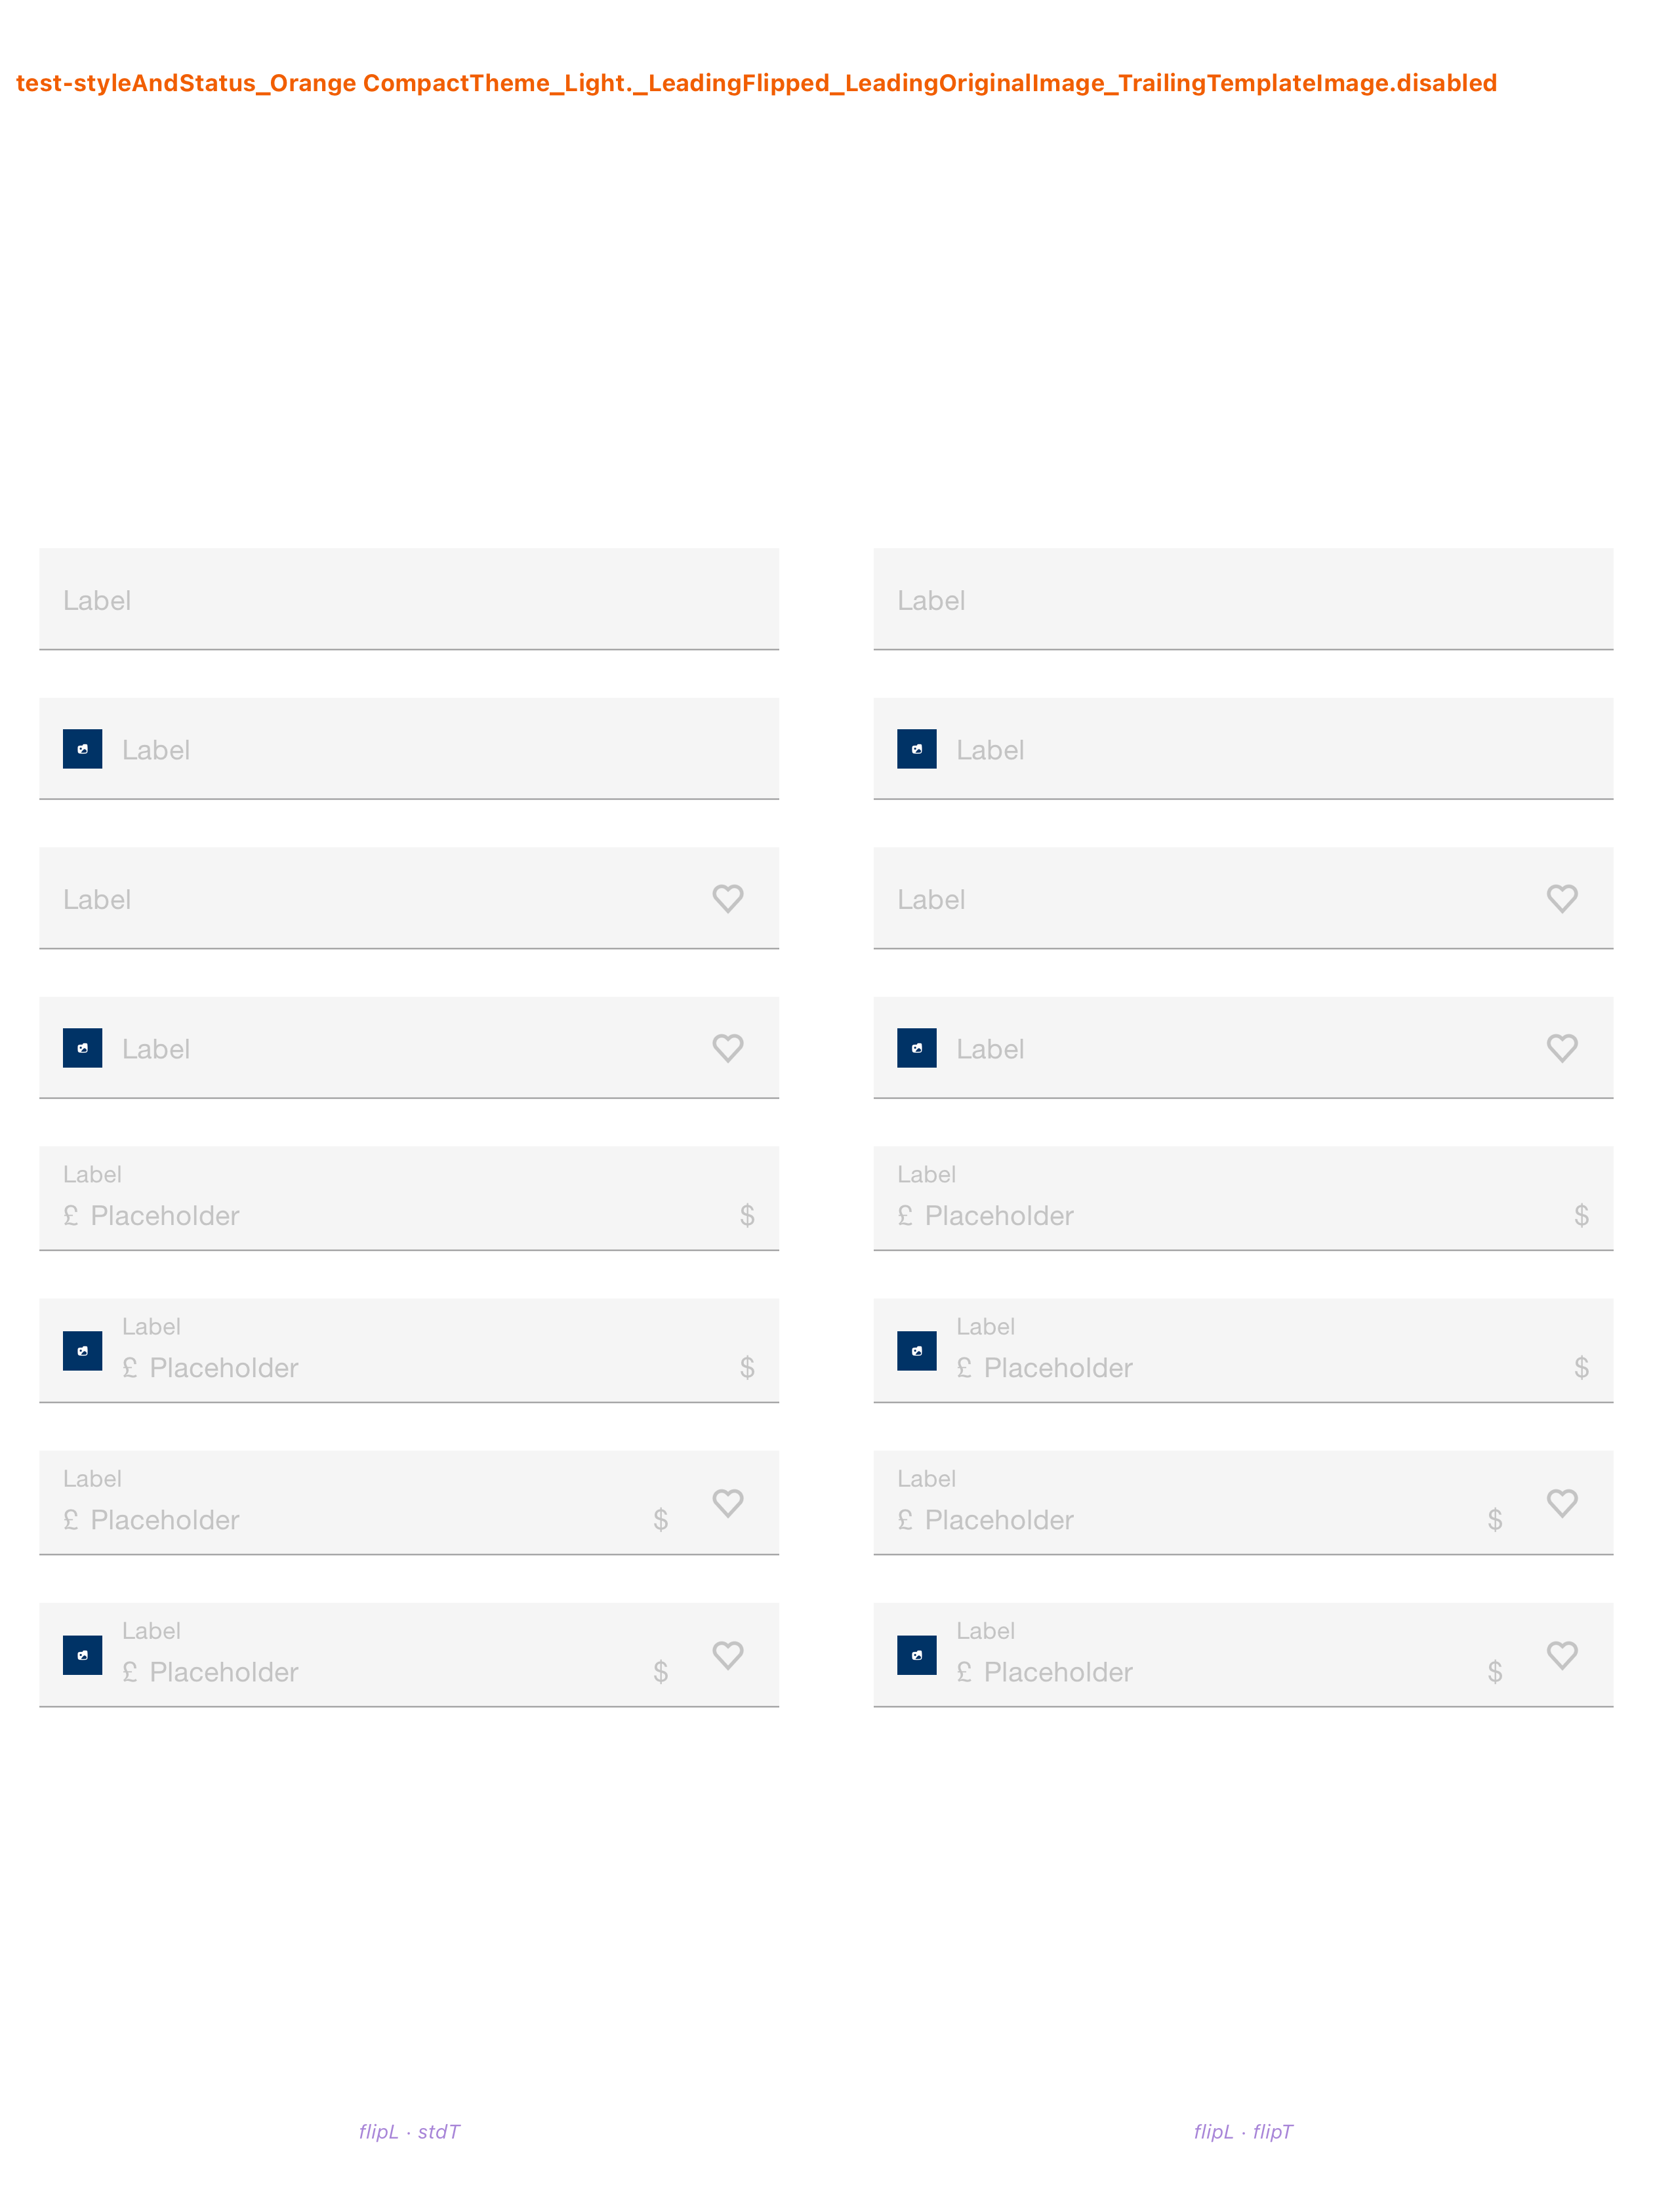 test-styleAndStatus_Orange CompactTheme_Light._LeadingFlipped_LeadingOriginalImage_TrailingTemplateImage.disabled
Label
Label
Label
Label
Label
£ Placeholder $
Label
£ Placeholder $
Label
£ Placeholder $
Label
£ Placeholder $
flipL · stdT
Label
Label
Label
Label
Label
£ Placeholder $
Label
£ Placeholder $
Label
£ Placeholder $
Label
£ Placeholder $
flipL · flipT